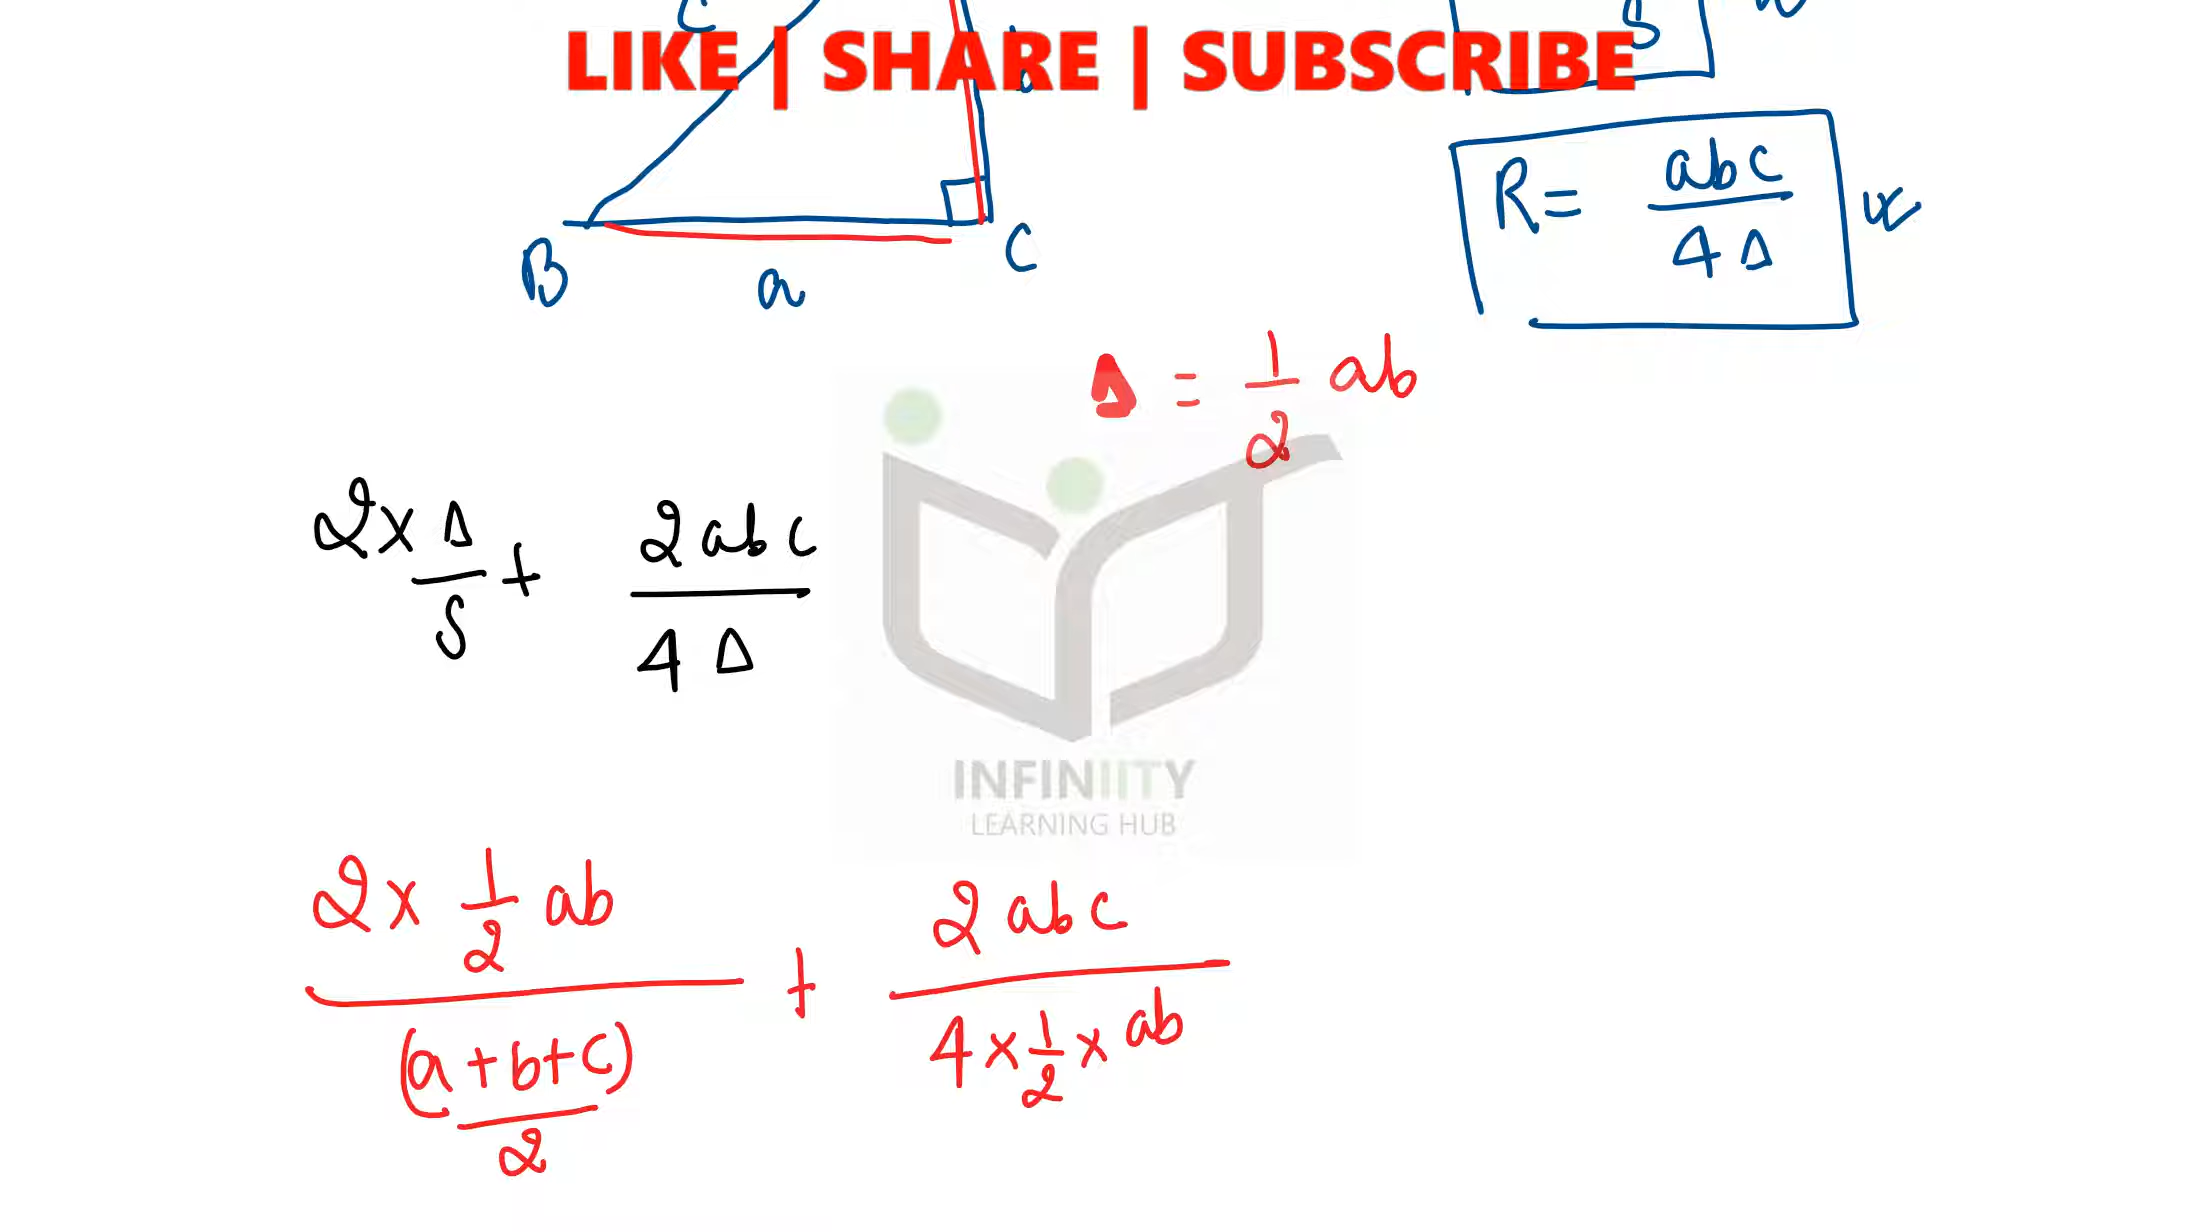 C
b
S
LIKE | SHARE | SUBSCRIBE
R = abc / 4Δ
B
a
C
Δ = 1/2 ab
2 × Δ/S + 2abc / 4Δ
INFINIITY
LEARNING HUB
2 × 1/2 ab / (a+b+c)/2 + 2abc / 4 × 1/2 × ab